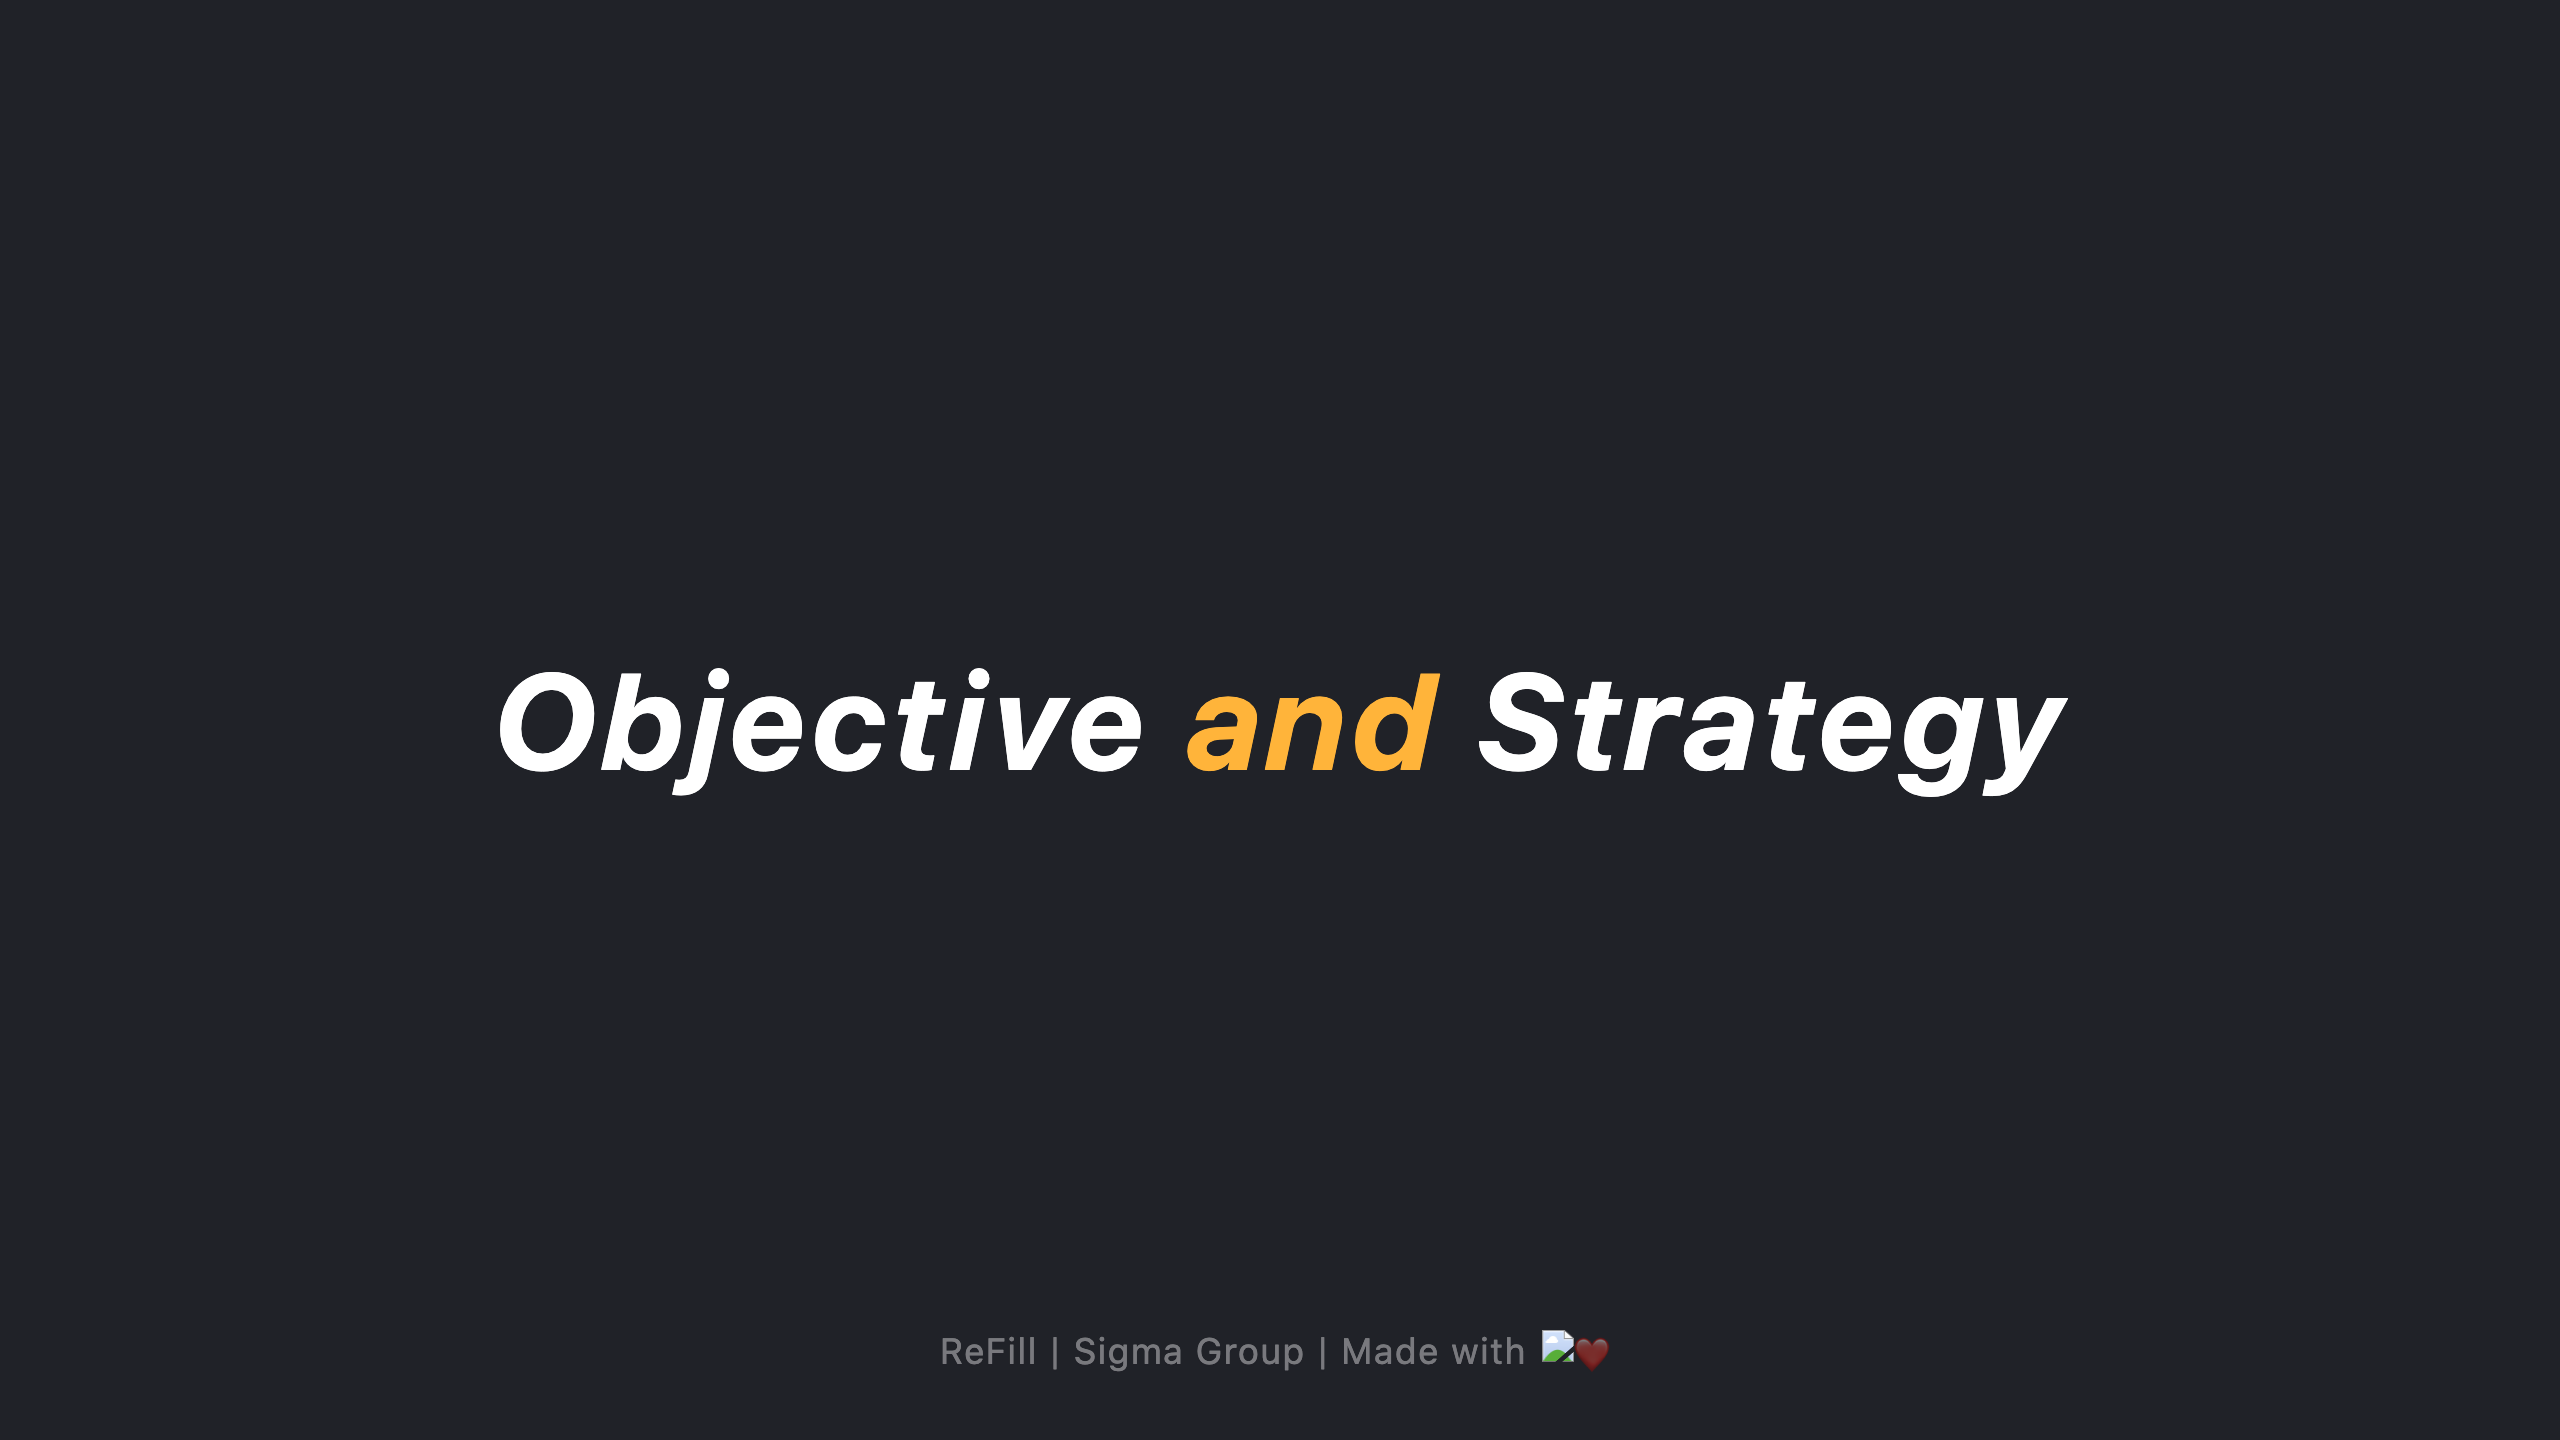 Objective and Strategy
ReFill | Sigma Group | Made with ❤️